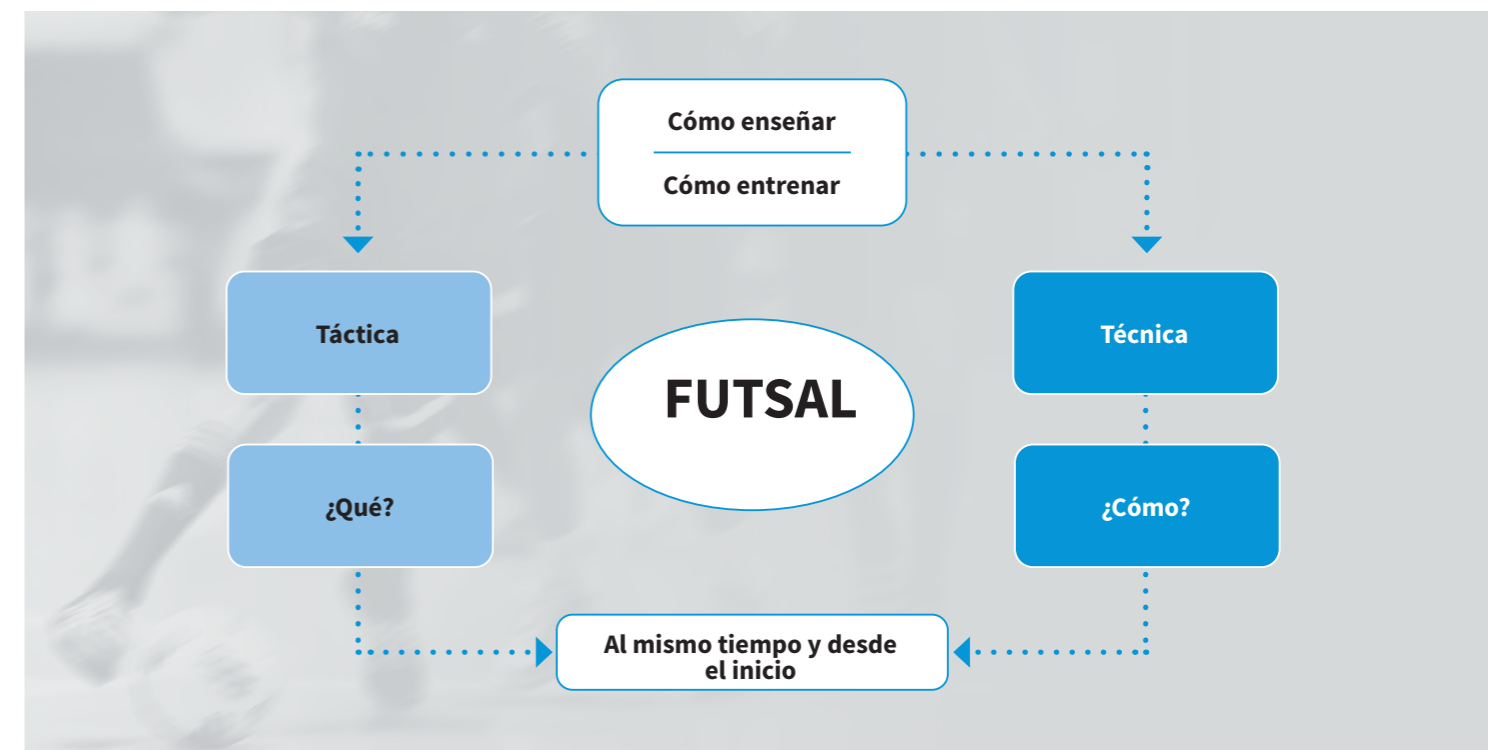 Cómo enseñar
Cómo entrenar
Táctica
FUTSAL
Técnica
¿Qué?
¿Cómo?
Al mismo tiempo y desde
el inicio